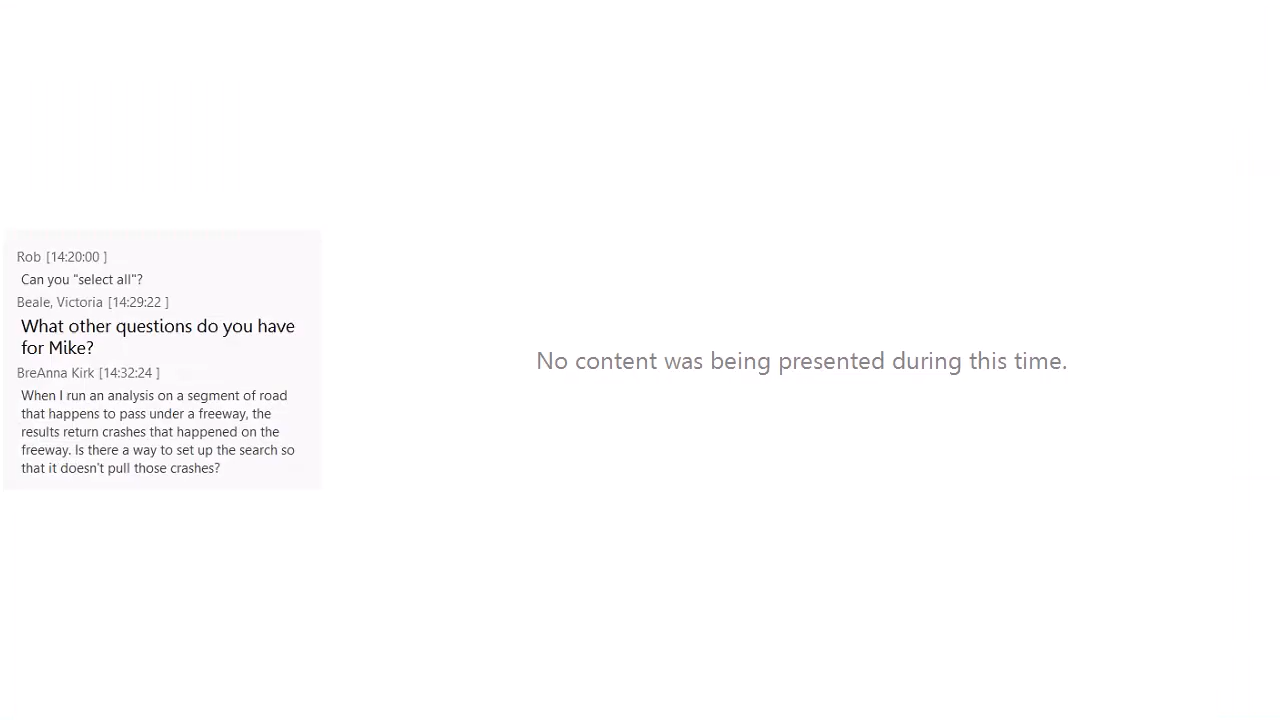 Rob [14:20:00 ]
Can you "select all"?
Beale, Victoria [14:29:22 ]
What other questions do you have
for Mike?
BreAnna Kirk [14:32:24 ]
When I run an analysis on a segment of road
that happens to pass under a freeway, the
results return crashes that happened on the
freeway. Is there a way to set up the search so
that it doesn't pull those crashes?
No content was being presented during this time.